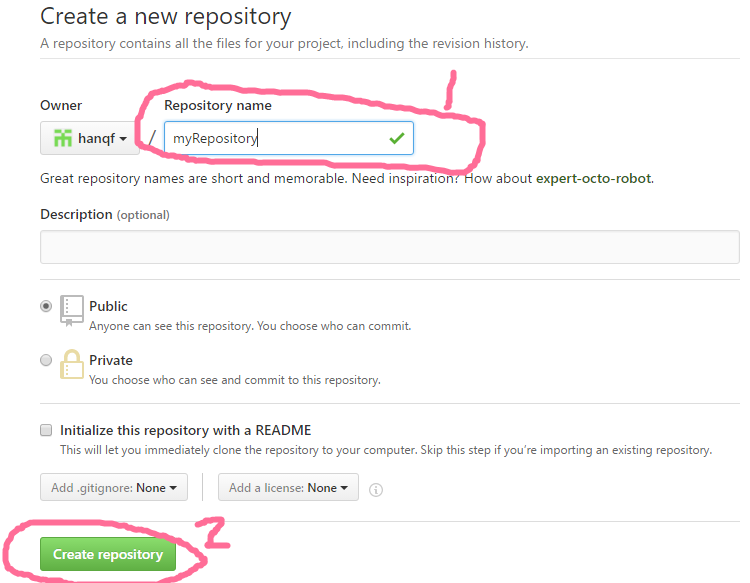 Create a new repository
A repository contains all the files for your project, including the revision history.
1
Owner Repository name
hanqf / myRepository
Great repository names are short and memorable. Need inspiration? How about expert-octo-robot.
Description (optional)
Public
Anyone can see this repository. You choose who can commit.
Private
You choose who can see and commit to this repository.
Initialize this repository with a README
This will let you immediately clone the repository to your computer. Skip this step if you're importing an existing repository.
Add .gitignore: None Add a license: None i
2
Create repository